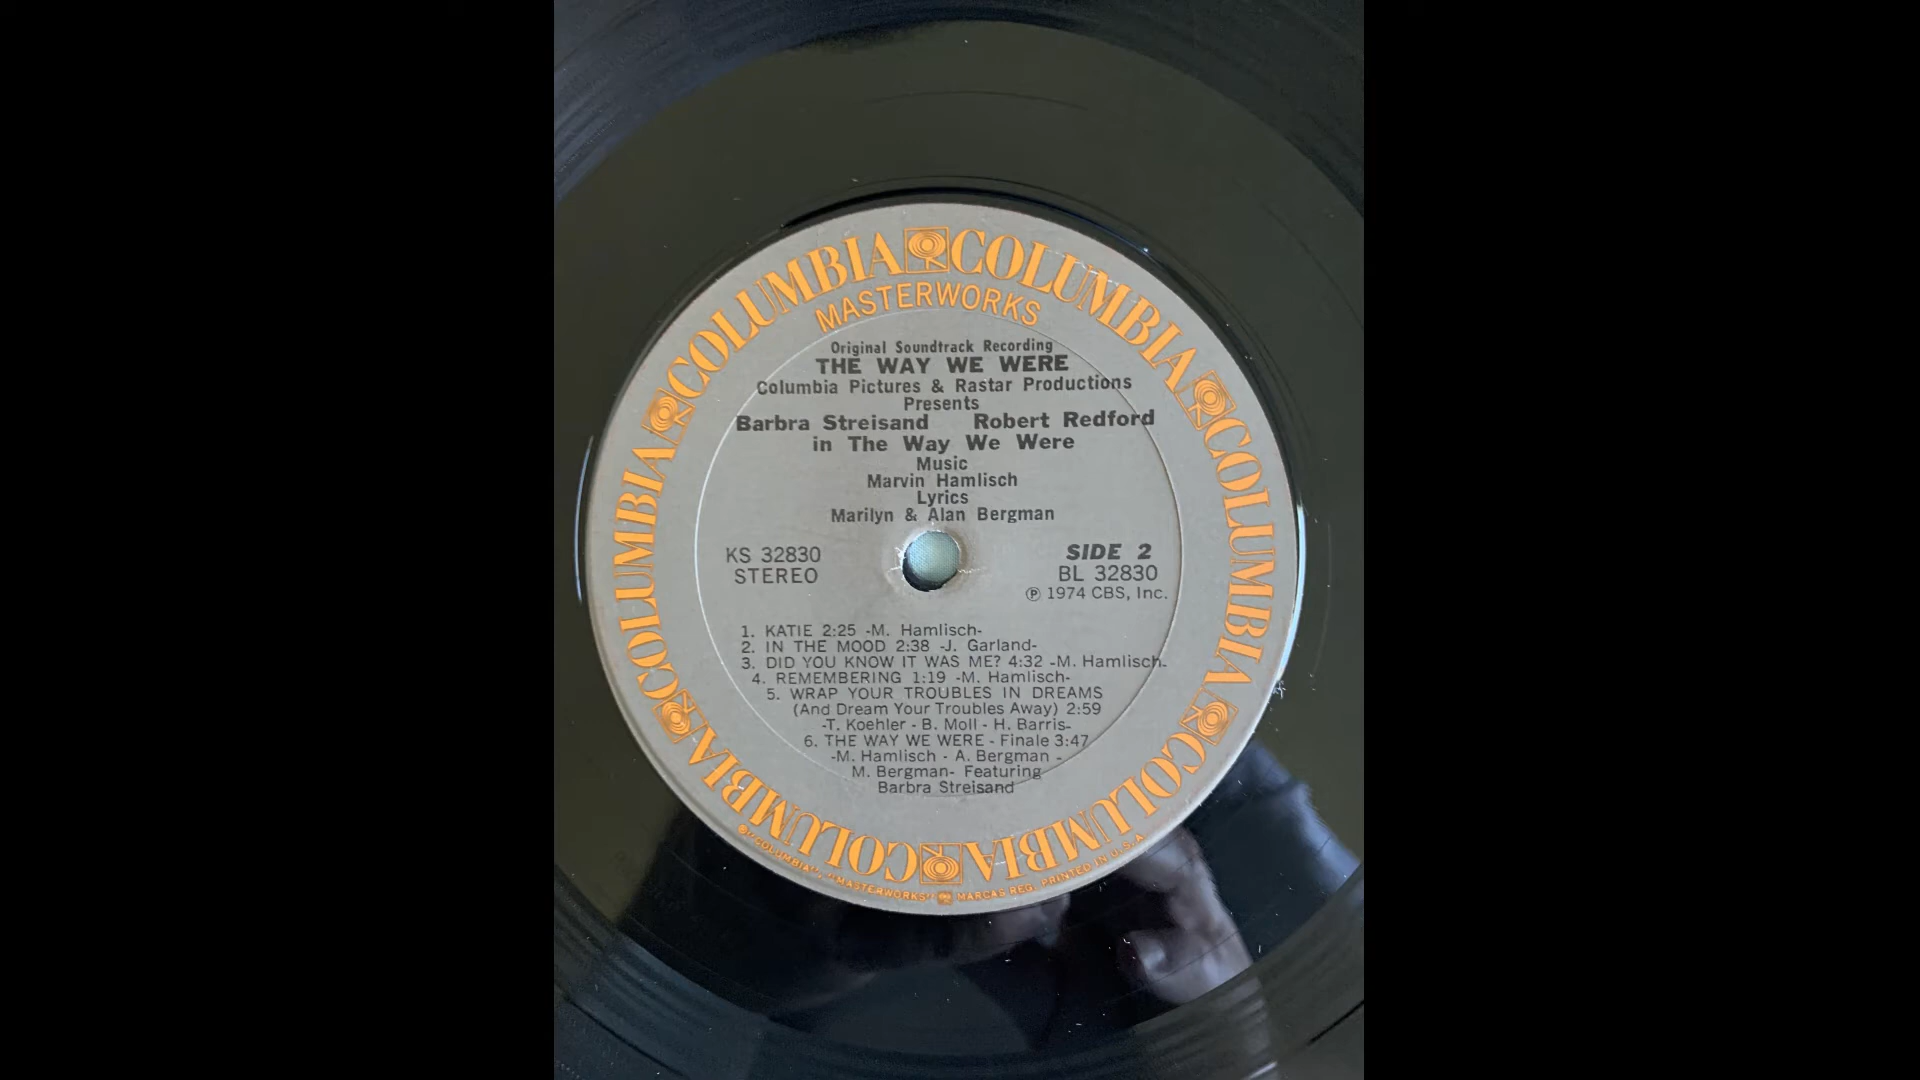 COLUMBIA COLUMBIA COLUMBIA COLUMBIA COLUMBIA COLUMBIA
MASTERWORKS
Original Soundtrack Recording
THE WAY WE WERE
Columbia Pictures & Rastar Productions
Presents
Barbra Streisand Robert Redford
in The Way We Were
Music
Marvin Hamlisch
Lyrics
Marilyn & Alan Bergman
KS 32830
STEREO
SIDE 2
BL 32830
Ⓟ 1974 CBS, Inc.
1. KATIE 2:25 -M. Hamlisch-
2. IN THE MOOD 2:38 -J. Garland-
3. DID YOU KNOW IT WAS ME? 4:32 -M. Hamlisch-
4. REMEMBERING 1:19 -M. Hamlisch-
5. WRAP YOUR TROUBLES IN DREAMS
(And Dream Your Troubles Away) 2:59
-T. Koehler - B. Moll - H. Barris-
6. THE WAY WE WERE - Finale 3:47
-M. Hamlisch - A. Bergman -
M. Bergman- Featuring
Barbra Streisand
® "COLUMBIA", "MASTERWORKS" MARCAS REG. PRINTED IN U.S.A.